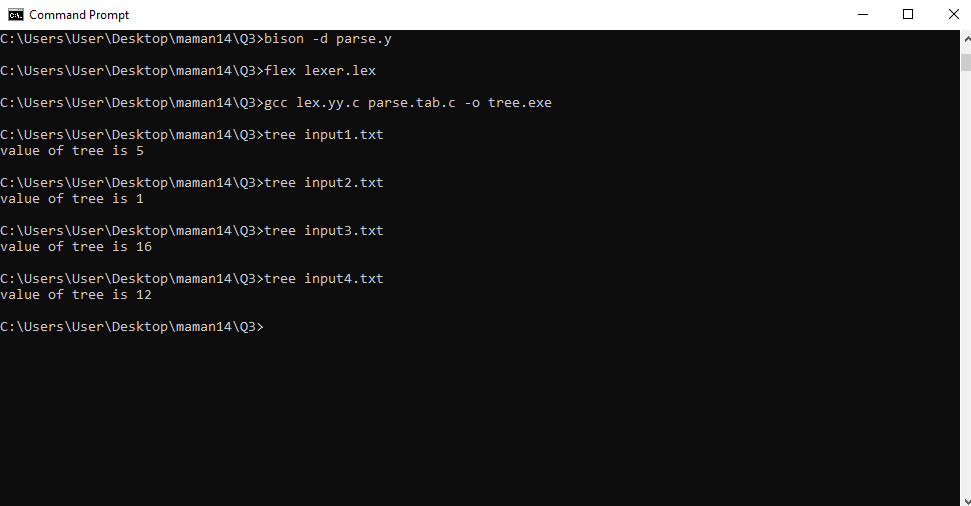 Command Prompt
C:\Users\User\Desktop\maman14\Q3>bison -d parse.y
C:\Users\User\Desktop\maman14\Q3>flex lexer.lex
C:\Users\User\Desktop\maman14\Q3>gcc lex.yy.c parse.tab.c -o tree.exe
C:\Users\User\Desktop\maman14\Q3>tree input1.txt
value of tree is 5
C:\Users\User\Desktop\maman14\Q3>tree input2.txt
value of tree is 1
C:\Users\User\Desktop\maman14\Q3>tree input3.txt
value of tree is 16
C:\Users\User\Desktop\maman14\Q3>tree input4.txt
value of tree is 12
C:\Users\User\Desktop\maman14\Q3>